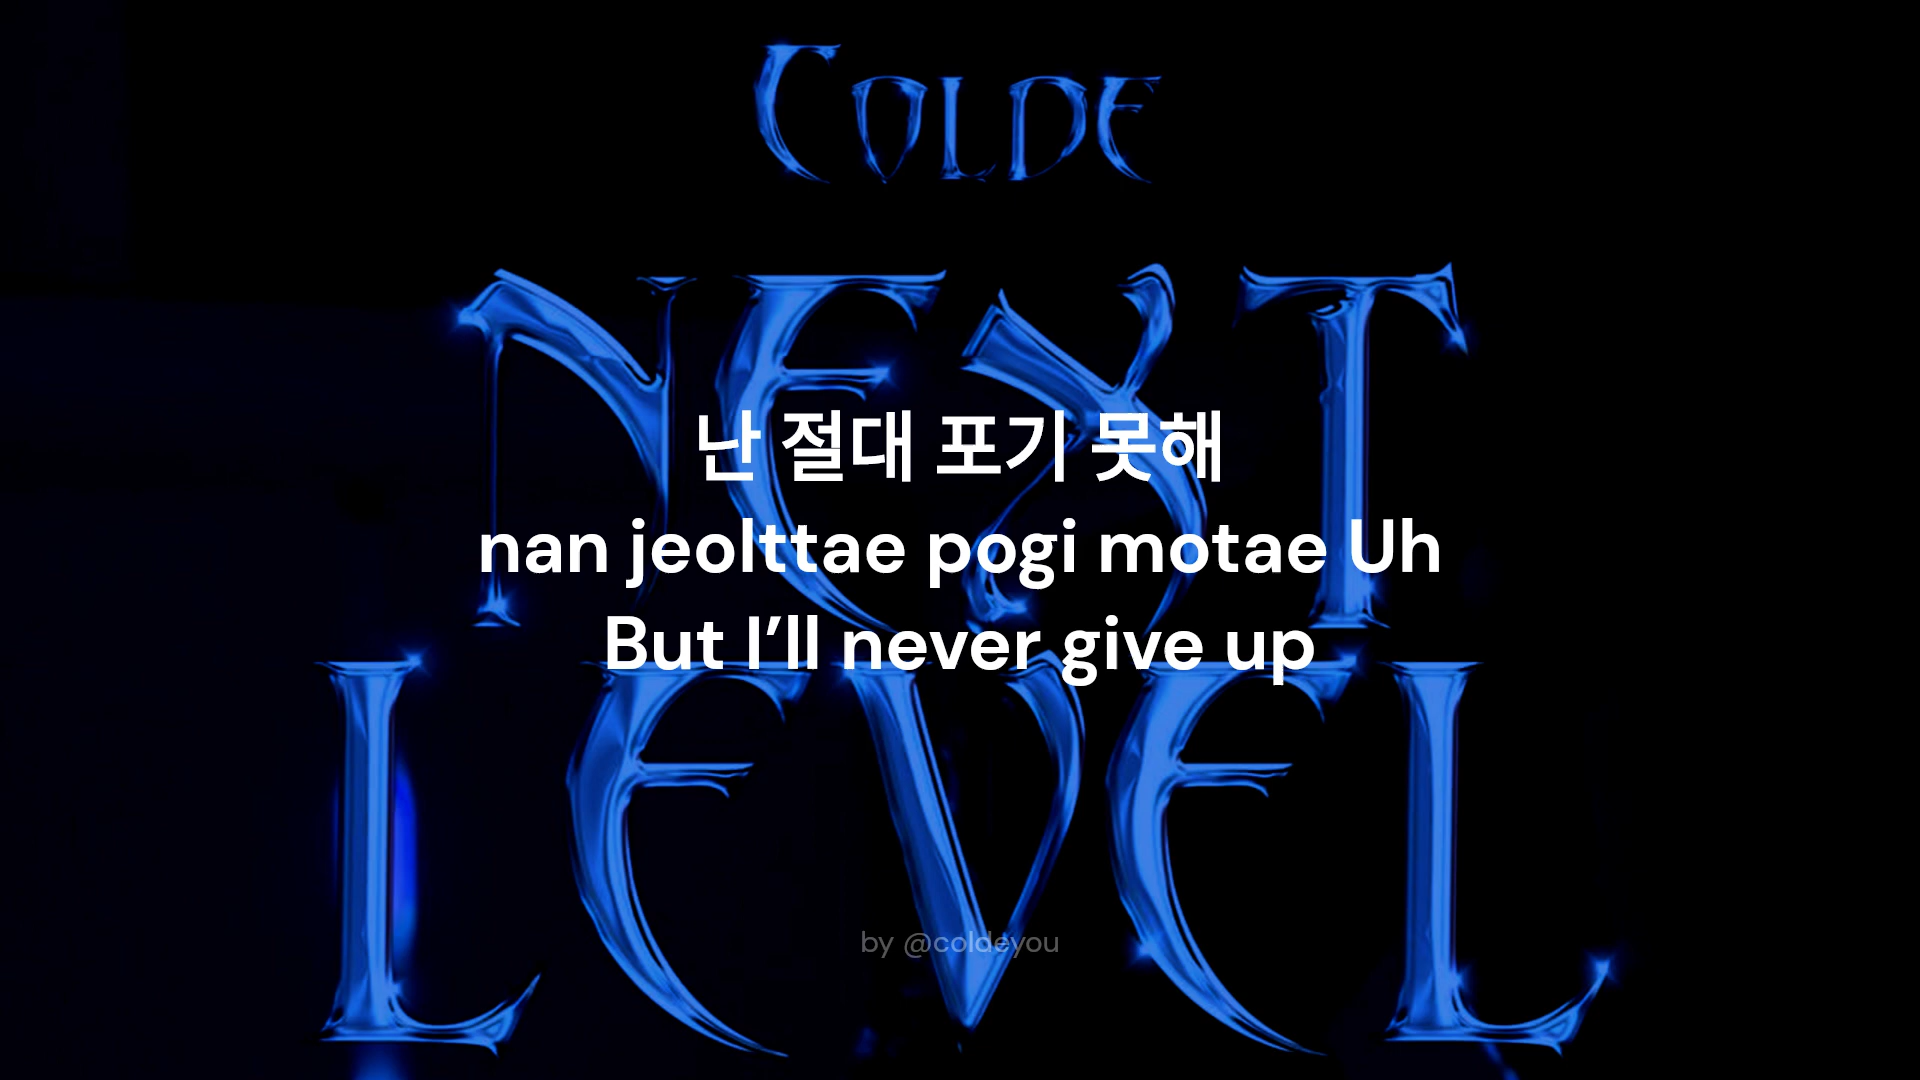 COLDE
NEXT
난 절대 포기 못해
nan jeolttae pogi motae Uh
But I’ll never give up
LEVEL
by @coldeyou